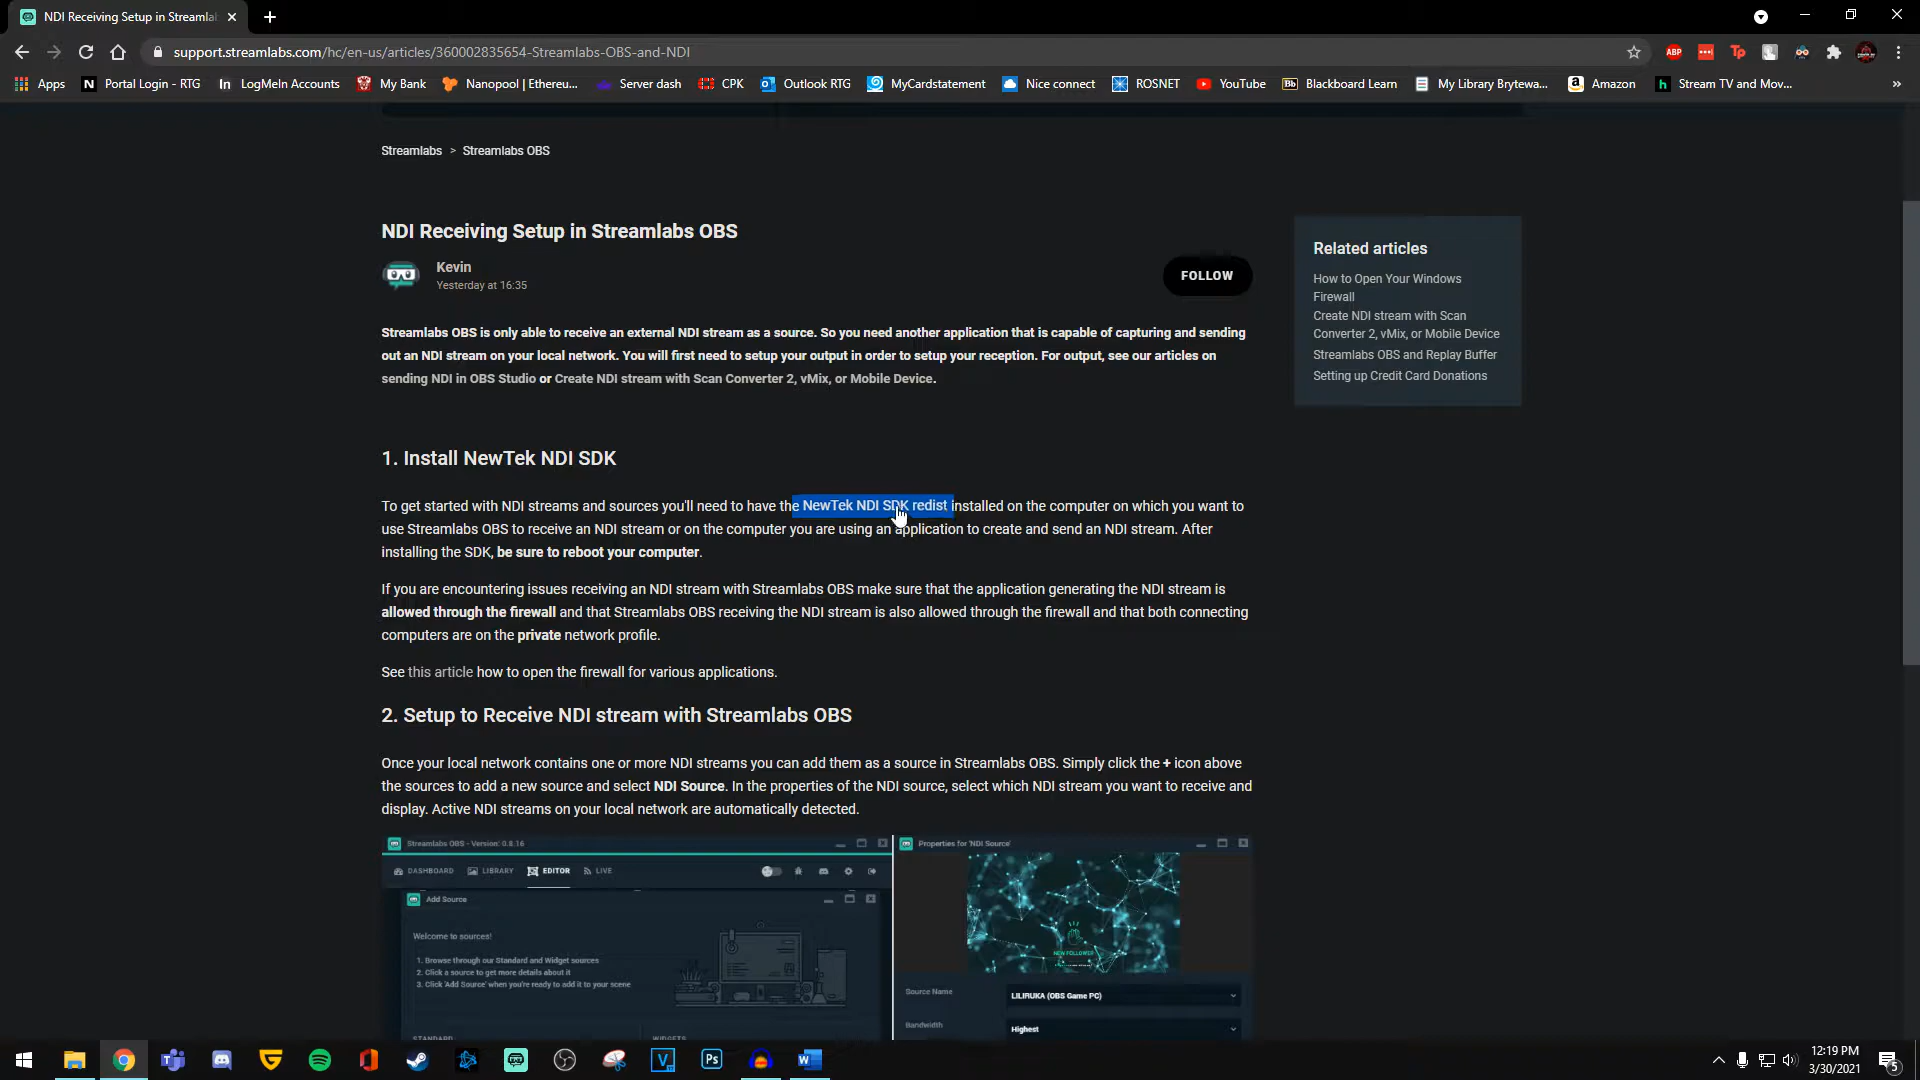 NDI Receiving Setup in Streamla
support.streamlabs.com/hc/en-us/articles/360002835654-Streamlabs-OBS-and-NDI
Apps
Portal Login - RTG
LogMeIn Accounts
My Bank
Nanopool | Ethereu...
Server dash
CPK
Outlook RTG
MyCardstatement
Nice connect
ROSNET
YouTube
Blackboard Learn
My Library Brytewa...
Amazon
Stream TV and Mov...
Streamlabs > Streamlabs OBS
NDI Receiving Setup in Streamlabs OBS
Kevin
Yesterday at 16:35
FOLLOW
Streamlabs OBS is only able to receive an external NDI stream as a source. So you need another application that is capable of capturing and sending
out an NDI stream on your local network. You will first need to setup your output in order to setup your reception. For output, see our articles on
sending NDI in OBS Studio or Create NDI stream with Scan Converter 2, vMix, or Mobile Device.
Related articles
How to Open Your Windows
Firewall
Create NDI stream with Scan
Converter 2, vMix, or Mobile Device
Streamlabs OBS and Replay Buffer
Setting up Credit Card Donations
1. Install NewTek NDI SDK
To get started with NDI streams and sources you'll need to have the NewTek NDI SDK redist installed on the computer on which you want to
use Streamlabs OBS to receive an NDI stream or on the computer you are using an application to create and send an NDI stream. After
installing the SDK, be sure to reboot your computer.
If you are encountering issues receiving an NDI stream with Streamlabs OBS make sure that the application generating the NDI stream is
allowed through the firewall and that Streamlabs OBS receiving the NDI stream is also allowed through the firewall and that both connecting
computers are on the private network profile.
See this article how to open the firewall for various applications.
2. Setup to Receive NDI stream with Streamlabs OBS
Once your local network contains one or more NDI streams you can add them as a source in Streamlabs OBS. Simply click the + icon above
the sources to add a new source and select NDI Source. In the properties of the NDI source, select which NDI stream you want to receive and
display. Active NDI streams on your local network are automatically detected.
Streamlabs OBS - Version: 0.8.16
DASHBOARD
LIBRARY
EDITOR
LIVE
Add Source
Welcome to sources!
1. Browse through our Standard and Widget sources
2. Click a source to get more details about it
3. Click 'Add Source' when you're ready to add it to your scene
STANDARD
WIDGETS
Properties for 'NDI Source'
NEW FOLLOWER
Source Name
LILIRUKA (OBS Game PC)
Bandwidth
Highest
12:19 PM
3/30/2021
5